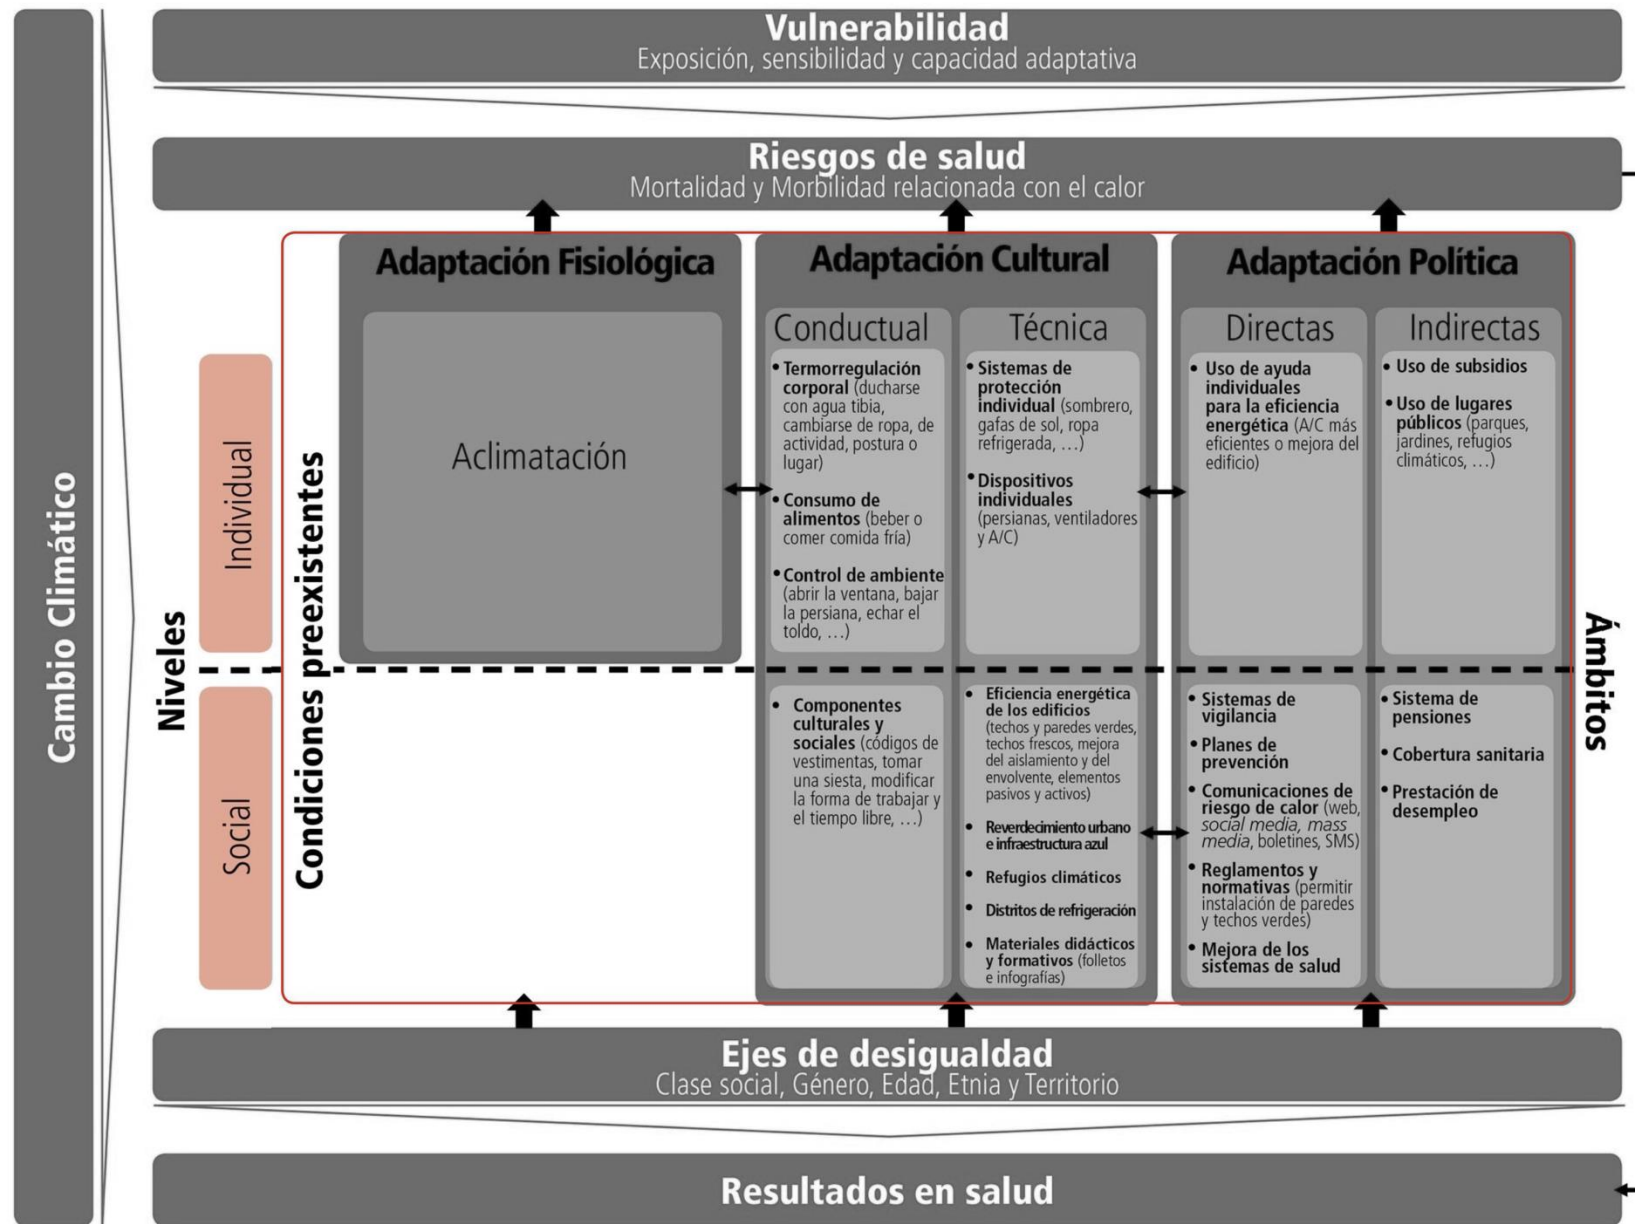 Cambio Climático
Vulnerabilidad
Exposición, sensibilidad y capacidad adaptativa
Riesgos de salud
Mortalidad y Morbilidad relacionada con el calor
Niveles
Individual
Social
Condiciones preexistentes
Adaptación Fisiológica
Aclimatación
Adaptación Cultural
Conductual
• Termorregulación
corporal (ducharse
con agua tibia,
cambiarse de ropa, de
actividad, postura o
lugar)
• Consumo de
alimentos (beber o
comer comida fría)
• Control de ambiente
(abrir la ventana, bajar
la persiana, echar el
toldo, ...)
• Componentes
culturales y
sociales (códigos de
vestimentas, tomar
una siesta, modificar
la forma de trabajar y
el tiempo libre, ...)
Técnica
• Sistemas de
protección
individual (sombrero,
gafas de sol, ropa
refrigerada, ...)
• Dispositivos
individuales
(persianas, ventiladores
y A/C)
• Eficiencia energética
de los edificios
(techos y paredes verdes,
techos frescos, mejora
del aislamiento y del
envolvente, elementos
pasivos y activos)
• Reverdecimiento urbano
e infraestructura azul
• Refugios climáticos
• Distritos de refrigeración
• Materiales didácticos
y formativos (folletos
e infografías)
Adaptación Política
Directas
• Uso de ayuda
individuales
para la eficiencia
energética (A/C más
eficientes o mejora del
edificio)
• Sistemas de
vigilancia
• Planes de
prevención
• Comunicaciones de
riesgo de calor (web,
social media, mass
media, boletines, SMS)
• Reglamentos y
normativas (permitir
instalación de paredes
y techos verdes)
• Mejora de los
sistemas de salud
Indirectas
• Uso de subsidios
• Uso de lugares
públicos (parques,
jardines, refugios
climáticos, ...)
• Sistema de
pensiones
• Cobertura sanitaria
• Prestación de
desempleo
Ámbitos
Ejes de desigualdad
Clase social, Género, Edad, Etnia y Territorio
Resultados en salud